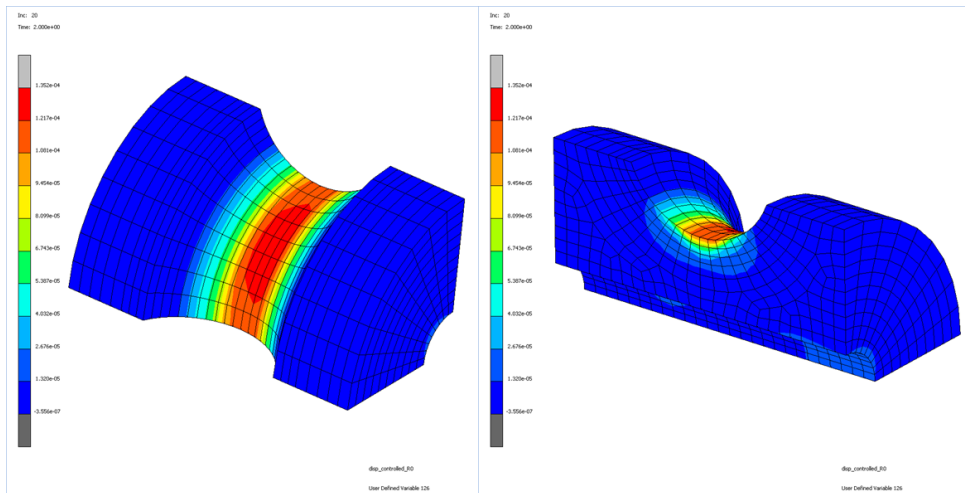 Inc: 20
Time: 2.000e+00
1.352e-04
1.217e-04
1.081e-04
9.454e-05
8.099e-05
6.743e-05
5.387e-05
4.032e-05
2.676e-05
1.320e-05
-3.556e-07
disp_controlled_R0
User Defined Variable 126
Inc: 20
Time: 2.000e+00
1.352e-04
1.217e-04
1.081e-04
9.454e-05
8.099e-05
6.743e-05
5.387e-05
4.032e-05
2.676e-05
1.320e-05
-3.556e-07
disp_controlled_R0
User Defined Variable 126